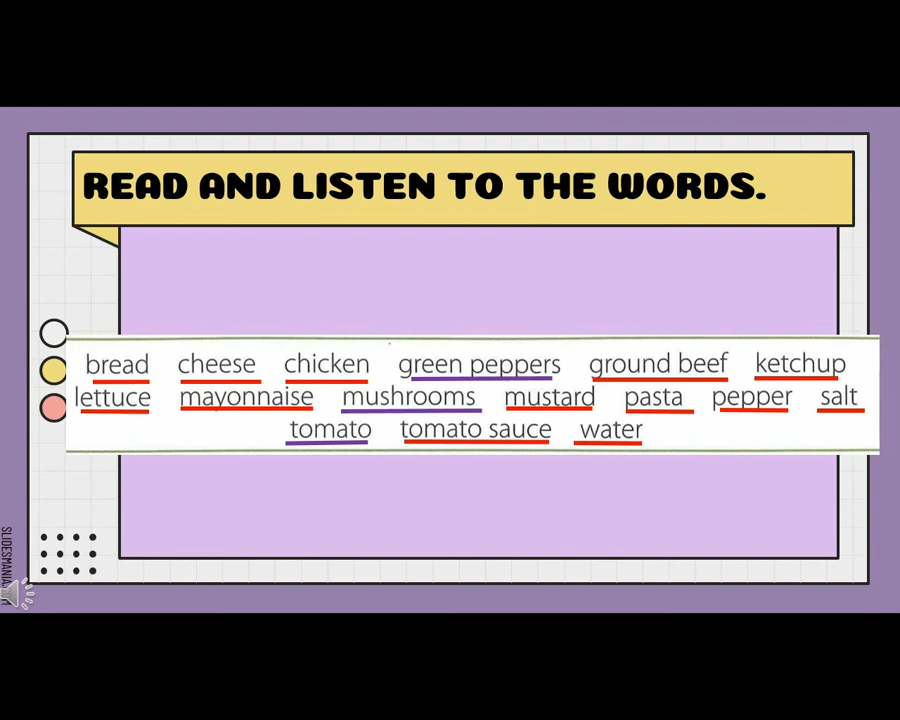 READ AND LISTEN TO THE WORDS.
bread cheese chicken green peppers ground beef ketchup
lettuce mayonnaise mushrooms mustard pasta pepper salt
tomato tomato sauce water